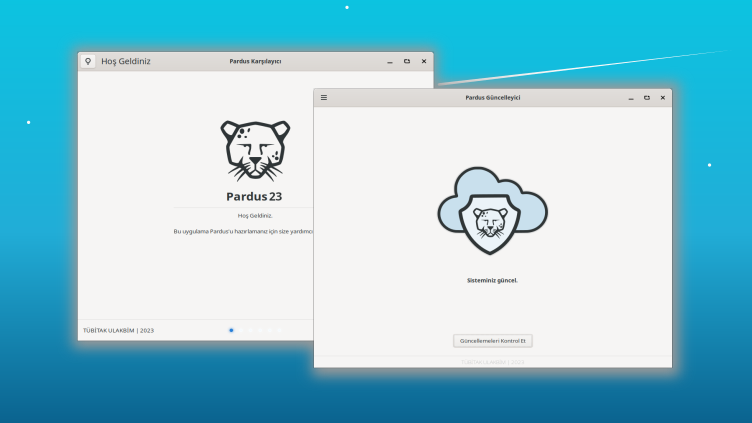 Hoş Geldiniz
Pardus Karşılayıcı
Pardus 23
Hoş Geldiniz.
Bu uygulama Pardus'u hazırlamanız için size yardımcı
TÜBİTAK ULAKBİM | 2023
Pardus Güncelleyici
Sisteminiz güncel.
Güncellemeleri Kontrol Et
TÜBİTAK ULAKBİM | 2023